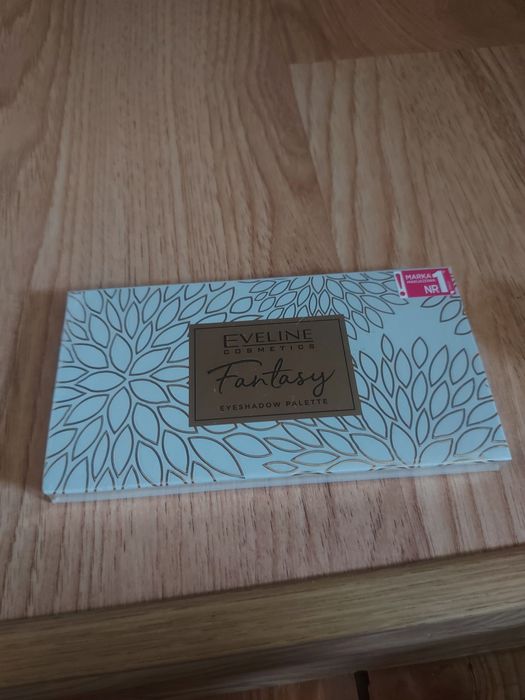 MARKA
NR 1
EVELINE
COSMETICS
Fantasy
EYESHADOW PALETTE